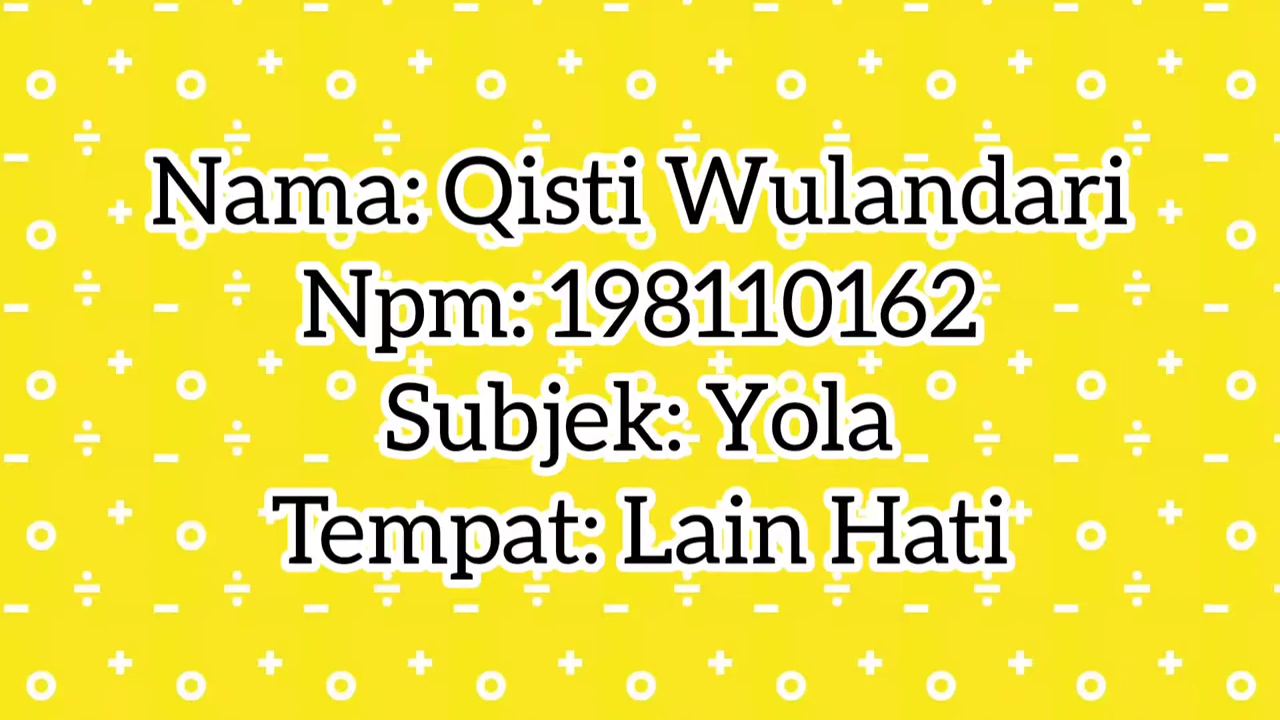 Nama: Qisti Wulandari
Npm: 198110162
Subjek: Yola
Tempat: Lain Hati